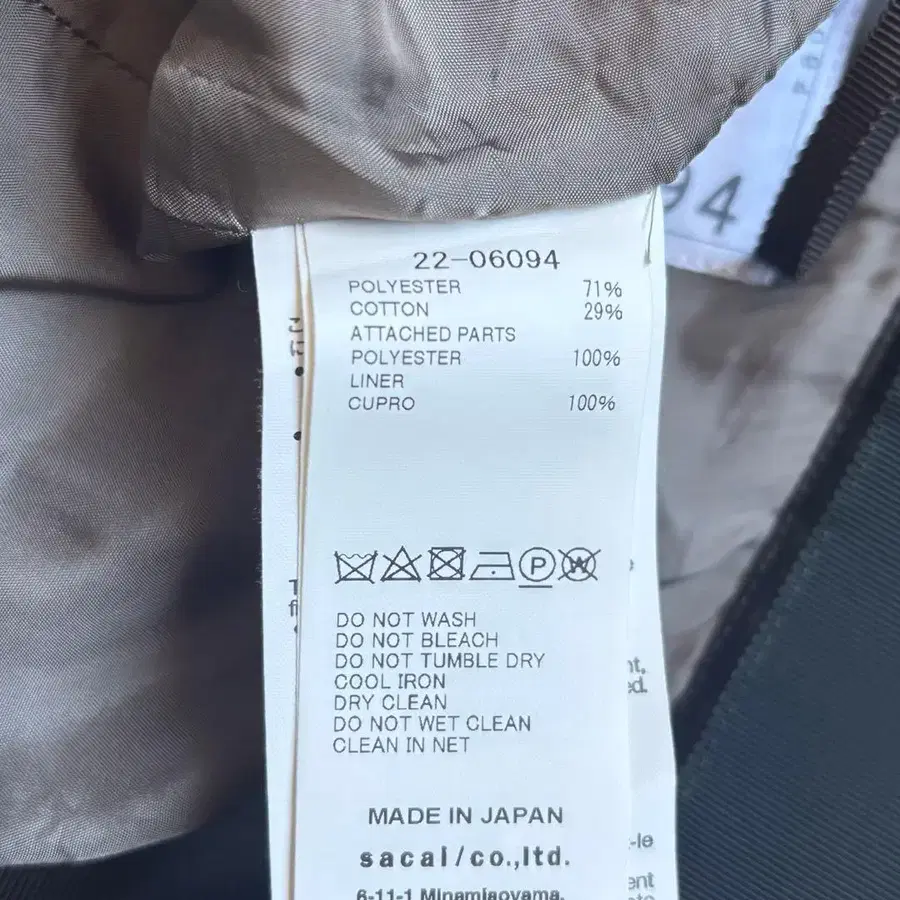 94
22-06094
POLYESTER 71%
COTTON 29%
ATTACHED PARTS
POLYESTER 100%
LINER
CUPRO 100%
P
W
DO NOT WASH
DO NOT BLEACH
DO NOT TUMBLE DRY
COOL IRON
DRY CLEAN
DO NOT WET CLEAN
CLEAN IN NET
MADE IN JAPAN
sacai/co.,ltd.
6-11-1 Minamiaoyama,